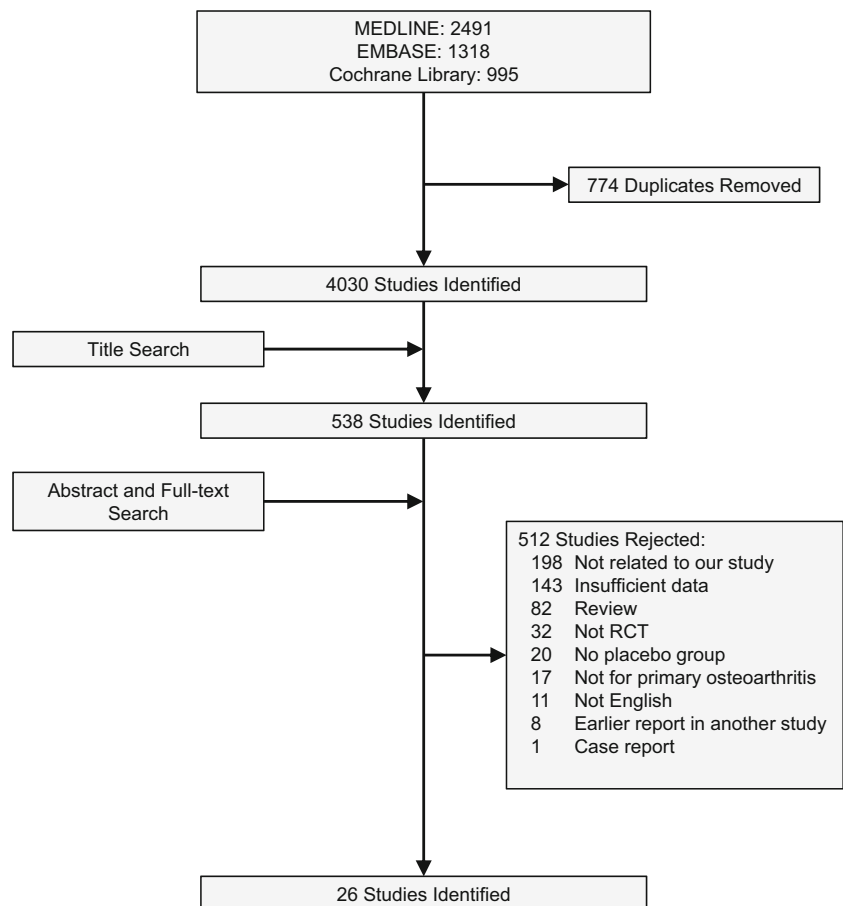 MEDLINE: 2491
EMBASE: 1318
Cochrane Library: 995
774 Duplicates Removed
4030 Studies Identified
Title Search
538 Studies Identified
Abstract and Full-text
Search
512 Studies Rejected:
198 Not related to our study
143 Insufficient data
82 Review
32 Not RCT
20 No placebo group
17 Not for primary osteoarthritis
11 Not English
8 Earlier report in another study
1 Case report
26 Studies Identified